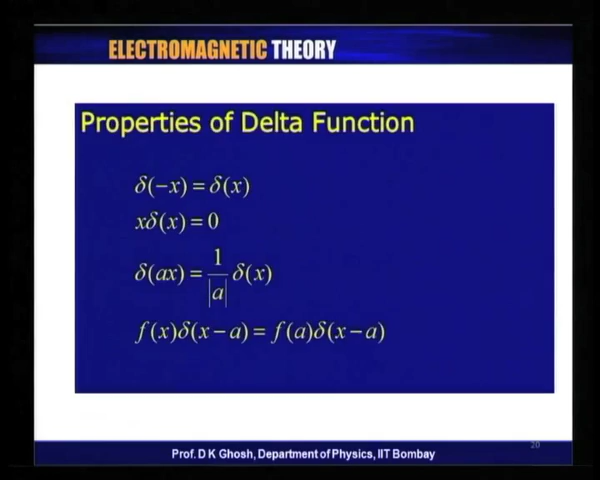 ELECTROMAGNETIC THEORY
Properties of Delta Function
δ(−x) = δ(x)
xδ(x) = 0
δ(ax) = 1/|a| δ(x)
f(x)δ(x−a) = f(a)δ(x−a)
20
Prof. D K Ghosh, Department of Physics, IIT Bombay